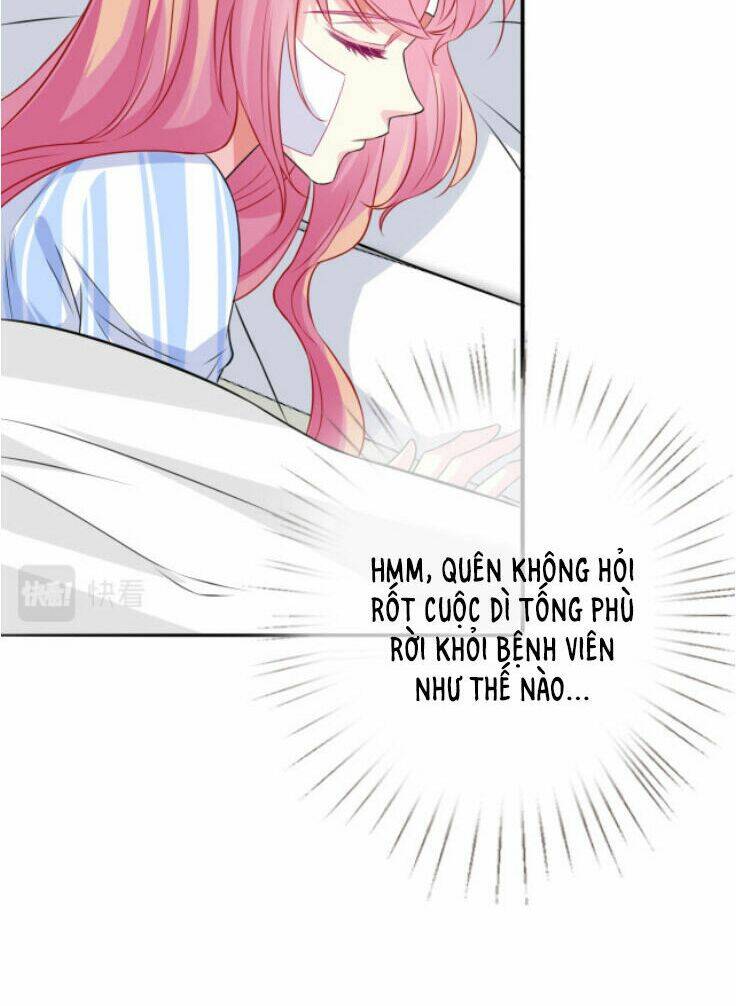 快看! 快看
HMM, QUÊN KHÔNG HỎI
RỐT CUỘC DÌ TỐNG PHÙ
RỜI KHỎI BỆNH VIÊN
NHƯ THẾ NÀO...